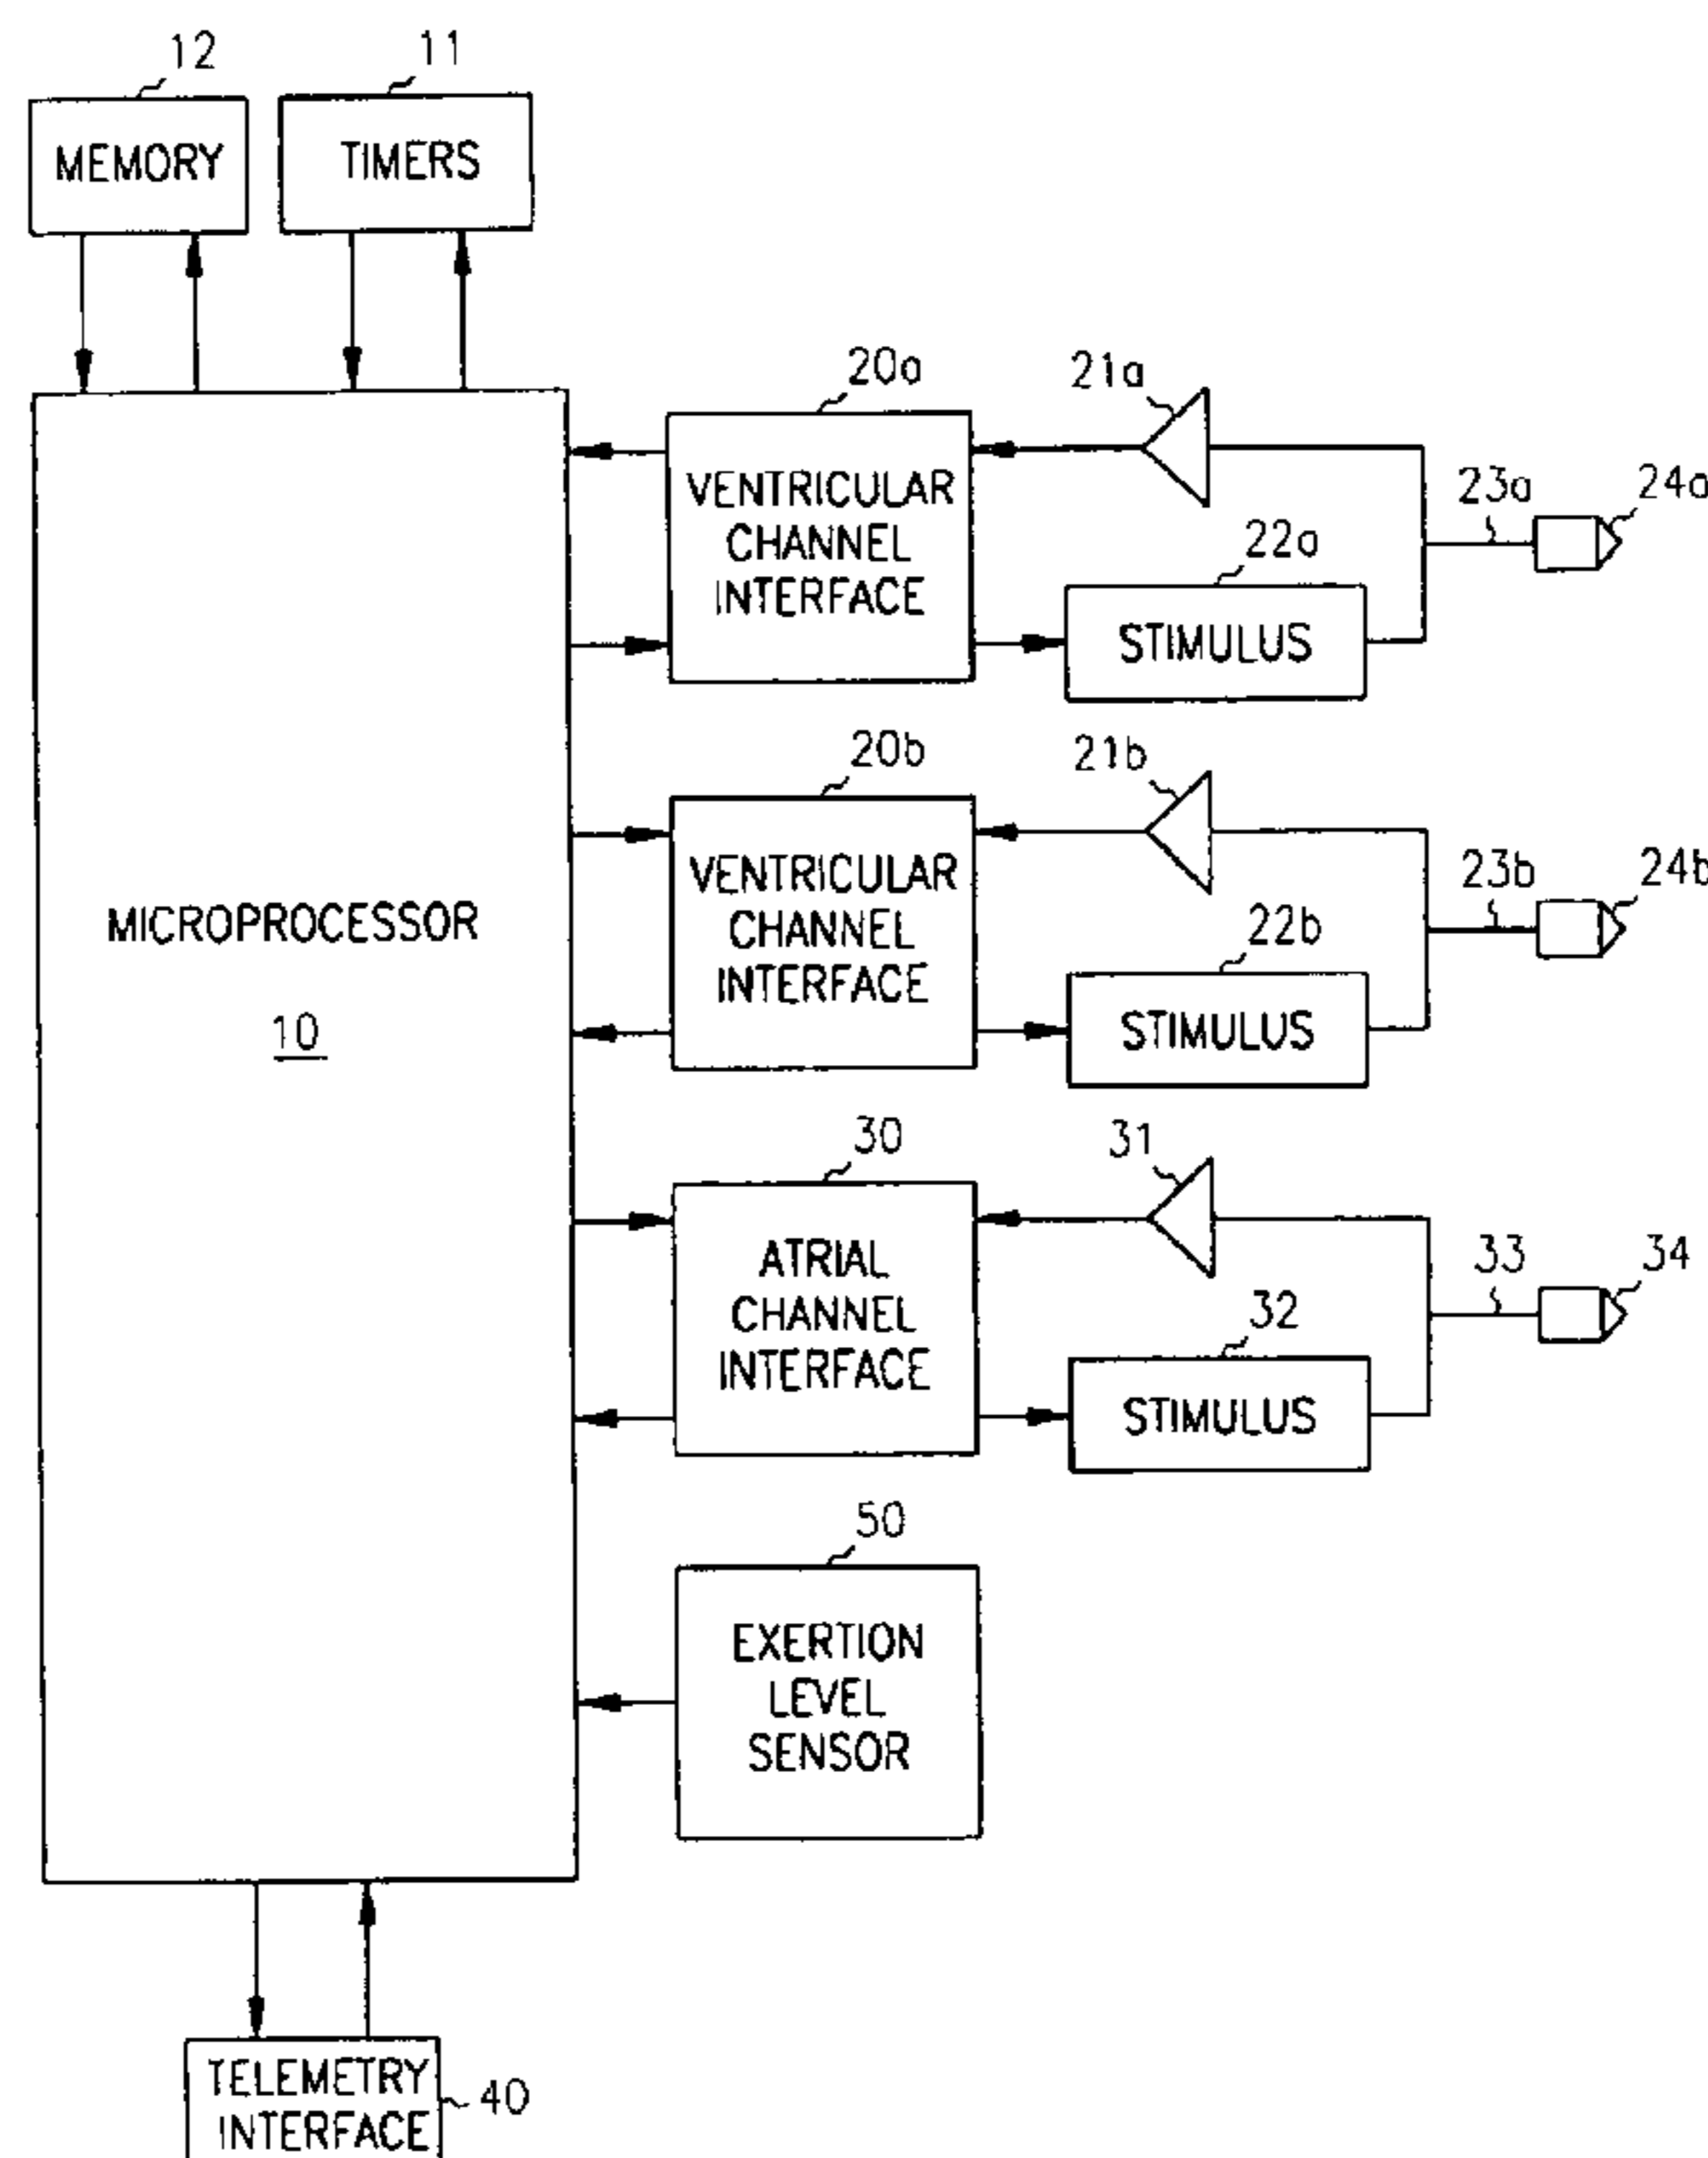 12
11
MEMORY
TIMERS
20a
21a
23a
24a
VENTRICULAR
CHANNEL
INTERFACE
22a
STIMULUS
20b
21b
23b
24b
VENTRICULAR
CHANNEL
INTERFACE
22b
STIMULUS
MICROPROCESSOR
10
30
31
33
34
ATRIAL
CHANNEL
INTERFACE
32
STIMULUS
50
EXERTION
LEVEL
SENSOR
TELEMETRY
INTERFACE
40